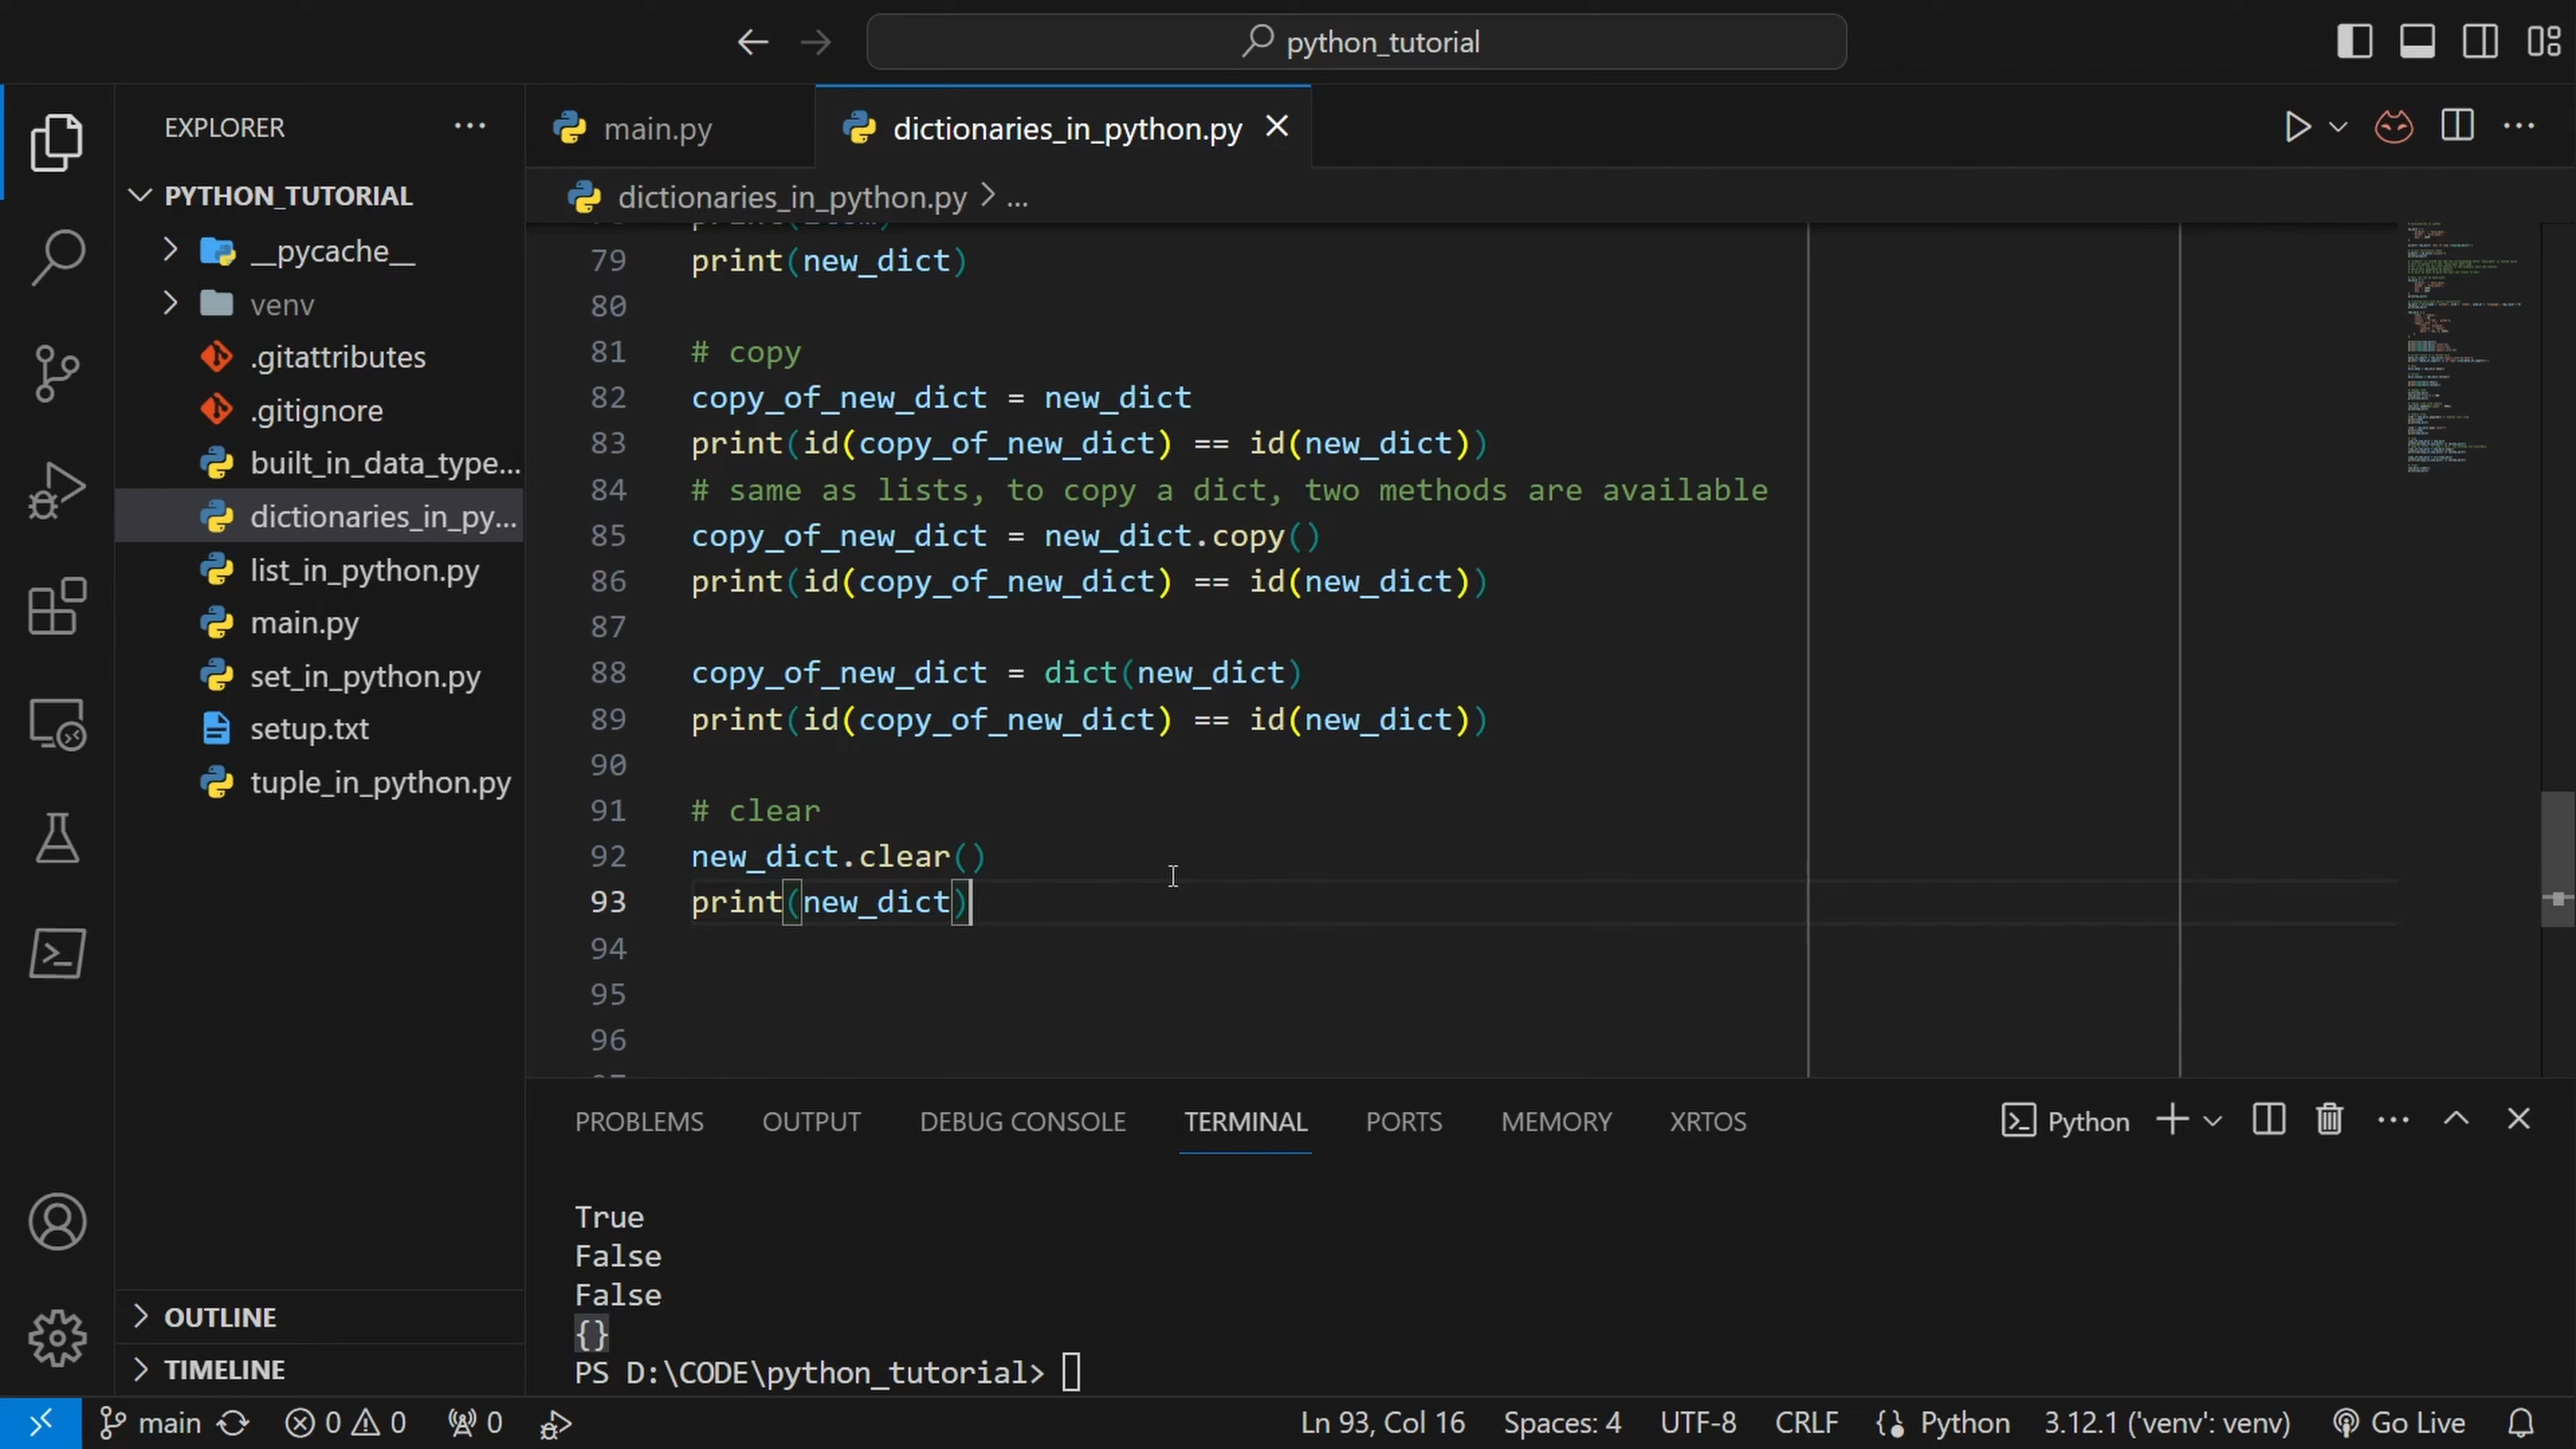 python_tutorial
EXPLORER
PYTHON_TUTORIAL
__pycache__
venv
.gitattributes
.gitignore
built_in_data_type...
dictionaries_in_py...
list_in_python.py
main.py
set_in_python.py
setup.txt
tuple_in_python.py
OUTLINE
TIMELINE
main.py
dictionaries_in_python.py
dictionaries_in_python.py > ...
79 print(new_dict)
80
81 # copy
82 copy_of_new_dict = new_dict
83 print(id(copy_of_new_dict) == id(new_dict))
84 # same as lists, to copy a dict, two methods are available
85 copy_of_new_dict = new_dict.copy()
86 print(id(copy_of_new_dict) == id(new_dict))
87
88 copy_of_new_dict = dict(new_dict)
89 print(id(copy_of_new_dict) == id(new_dict))
90
91 # clear
92 new_dict.clear()
93 print(new_dict)
94
95
96
PROBLEMS OUTPUT DEBUG CONSOLE TERMINAL PORTS MEMORY XRTOS Python
True
False
False
{}
PS D:\CODE\python_tutorial>
main 0 0 0 Ln 93, Col 16 Spaces: 4 UTF-8 CRLF Python 3.12.1 ('venv': venv) Go Live